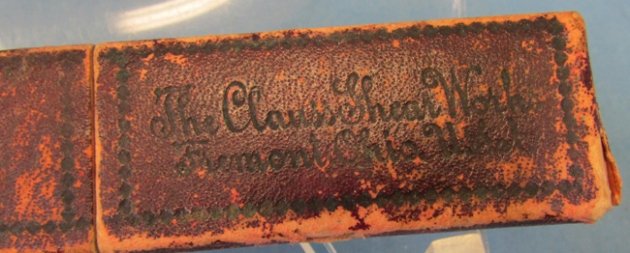 The Clauss Shear Works
Fremont Ohio U.S.A.